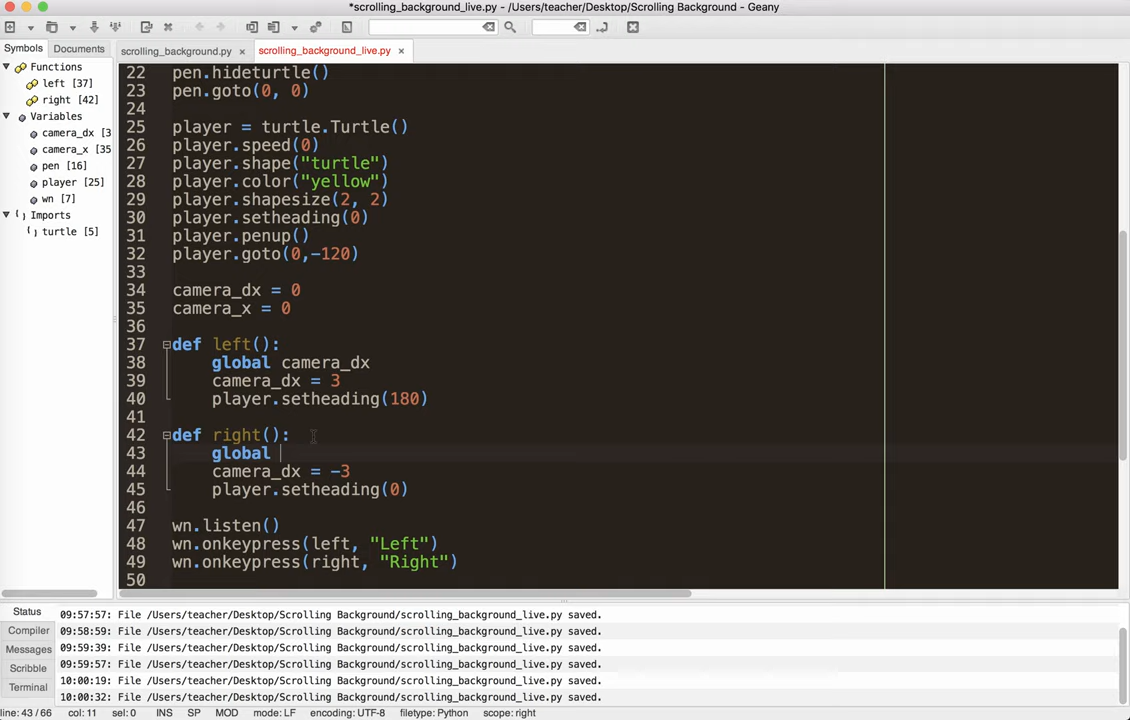 *scrolling_background_live.py - /Users/teacher/Desktop/Scrolling Background - Geany
Symbols Documents
scrolling_background.py ×
scrolling_background_live.py ×
Functions
left [37]
right [42]
Variables
camera_dx [3
camera_x [35
pen [16]
player [25]
wn [7]
Imports
turtle [5]
22 pen.hideturtle()
23 pen.goto(0, 0)
24
25 player = turtle.Turtle()
26 player.speed(0)
27 player.shape("turtle")
28 player.color("yellow")
29 player.shapesize(2, 2)
30 player.setheading(0)
31 player.penup()
32 player.goto(0,-120)
33
34 camera_dx = 0
35 camera_x = 0
36
37 def left():
38 global camera_dx
39 camera_dx = 3
40 player.setheading(180)
41
42 def right():
43 global
44 camera_dx = -3
45 player.setheading(0)
46
47 wn.listen()
48 wn.onkeypress(left, "Left")
49 wn.onkeypress(right, "Right")
50
Status
Compiler
Messages
Scribble
Terminal
09:57:57: File /Users/teacher/Desktop/Scrolling Background/scrolling_background_live.py saved.
09:58:59: File /Users/teacher/Desktop/Scrolling Background/scrolling_background_live.py saved.
09:59:39: File /Users/teacher/Desktop/Scrolling Background/scrolling_background_live.py saved.
09:59:57: File /Users/teacher/Desktop/Scrolling Background/scrolling_background_live.py saved.
10:00:19: File /Users/teacher/Desktop/Scrolling Background/scrolling_background_live.py saved.
10:00:32: File /Users/teacher/Desktop/Scrolling Background/scrolling_background_live.py saved.
line: 43 / 66 col: 11 sel: 0 INS SP MOD mode: LF encoding: UTF-8 filetype: Python scope: right